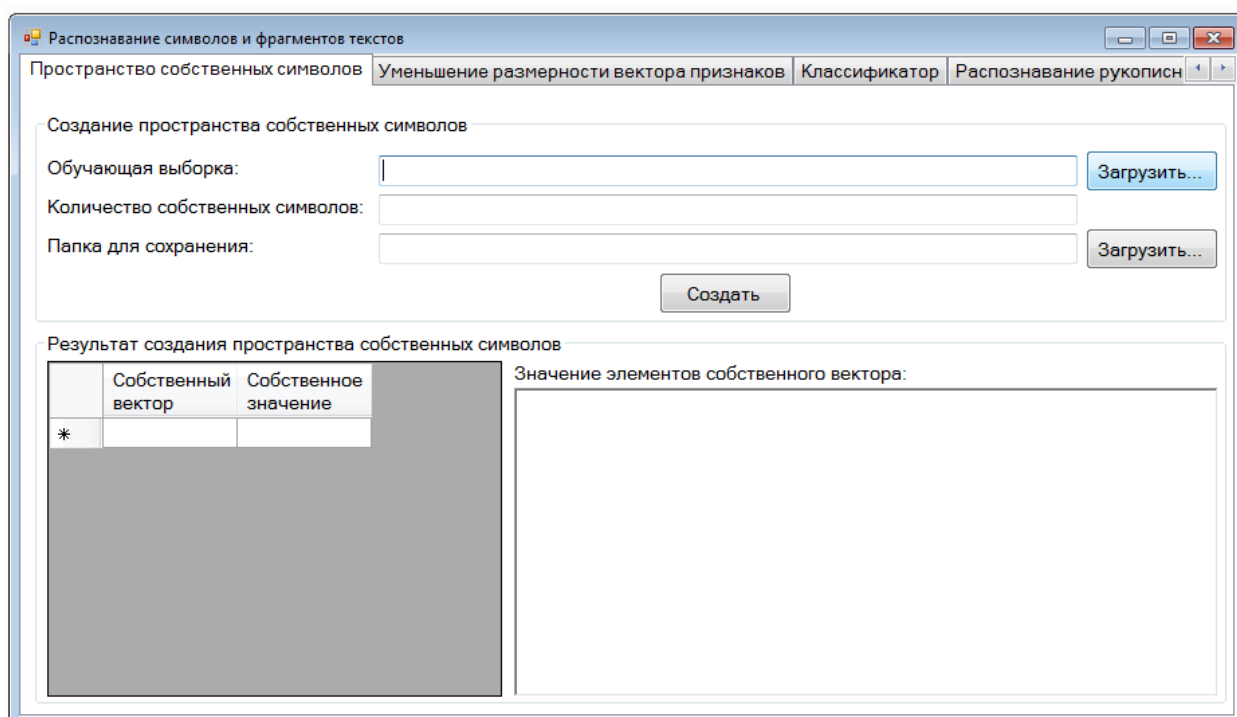 Распознавание символов и фрагментов текстов
Пространство собственных символов Уменьшение размерности вектора признаков Классификатор Распознавание рукописн
Создание пространства собственных символов
Обучающая выборка: Загрузить...
Количество собственных символов:
Папка для сохранения: Загрузить...
Создать
Результат создания пространства собственных символов
Собственный вектор Собственное значение
*
Значение элементов собственного вектора: